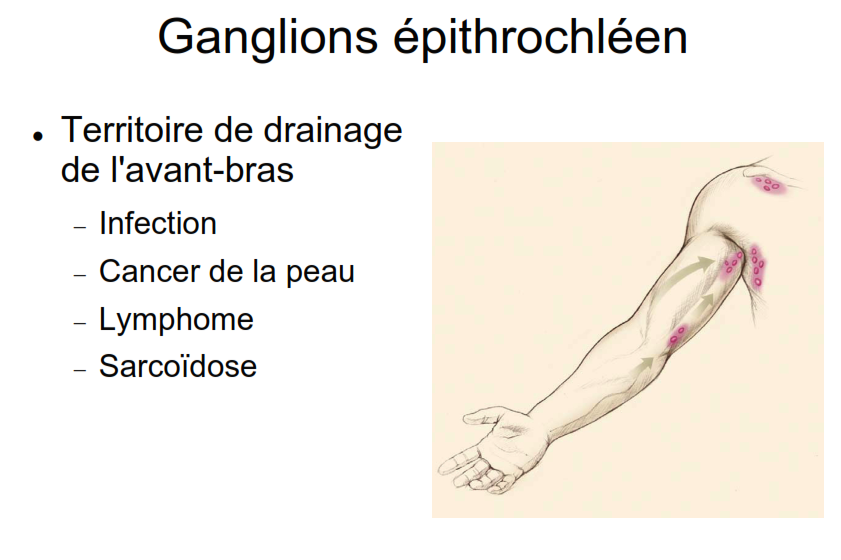 Ganglions épithrochléen
• Territoire de drainage
de l'avant-bras
– Infection
– Cancer de la peau
– Lymphome
– Sarcoïdose